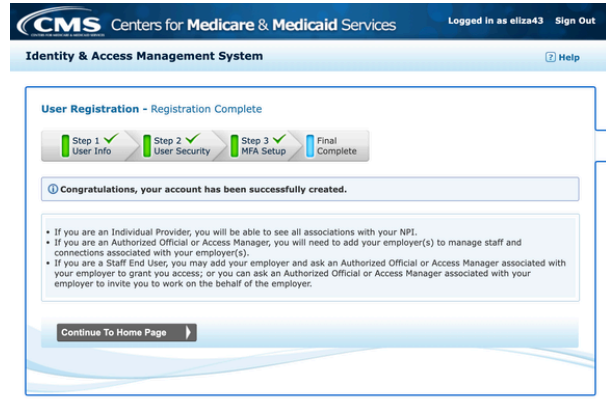 CMS Centers for Medicare & Medicaid Services
Logged in as eliza43 Sign Out
Identity & Access Management System
? Help
User Registration - Registration Complete
Step 1 Step 2 Step 3 Final
User Info User Security MFA Setup Complete
Congratulations, your account has been successfully created.
• If you are an Individual Provider, you will be able to see all associations with your NPI.
• If you are an Authorized Official or Access Manager, you will need to add your employer(s) to manage staff and
connections associated with your employer(s).
• If you are a Staff End User, you may add your employer and ask an Authorized Official or Access Manager associated with
your employer to grant you access; or you can ask an Authorized Official or Access Manager associated with your
employer to invite you to work on the behalf of the employer.
Continue To Home Page